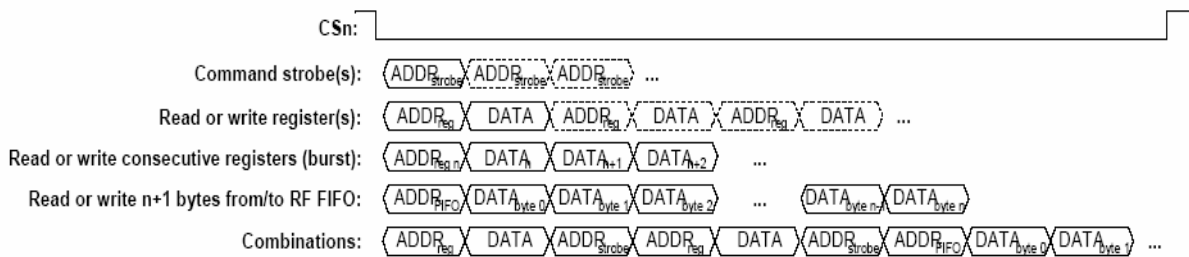 CSn:
Command strobe(s): ADDRstrobe ADDRstrobe ADDRstrobe ...
Read or write register(s): ADDRreg DATA ADDRreg DATA ADDRreg DATA ...
Read or write consecutive registers (burst): ADDRreg n DATAn DATAn+1 DATAn+2 ...
Read or write n+1 bytes from/to RF FIFO: ADDRFIFO DATAbyte 0 DATAbyte 1 DATAbyte 2 ... DATAbyte n-1 DATAbyte n
Combinations: ADDRreg DATA ADDRstrobe ADDRreg DATA ADDRstrobe ADDRFIFO DATAbyte 0 DATAbyte 1 ...